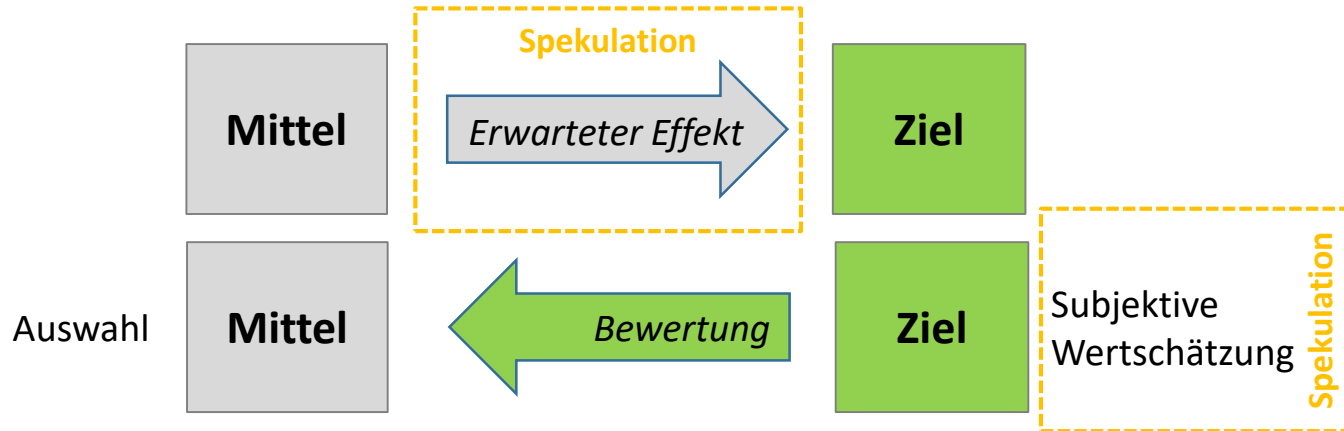 Spekulation
Mittel
Erwarteter Effekt
Ziel
Auswahl
Mittel
Bewertung
Ziel
Subjektive
Wertschätzung
Spekulation